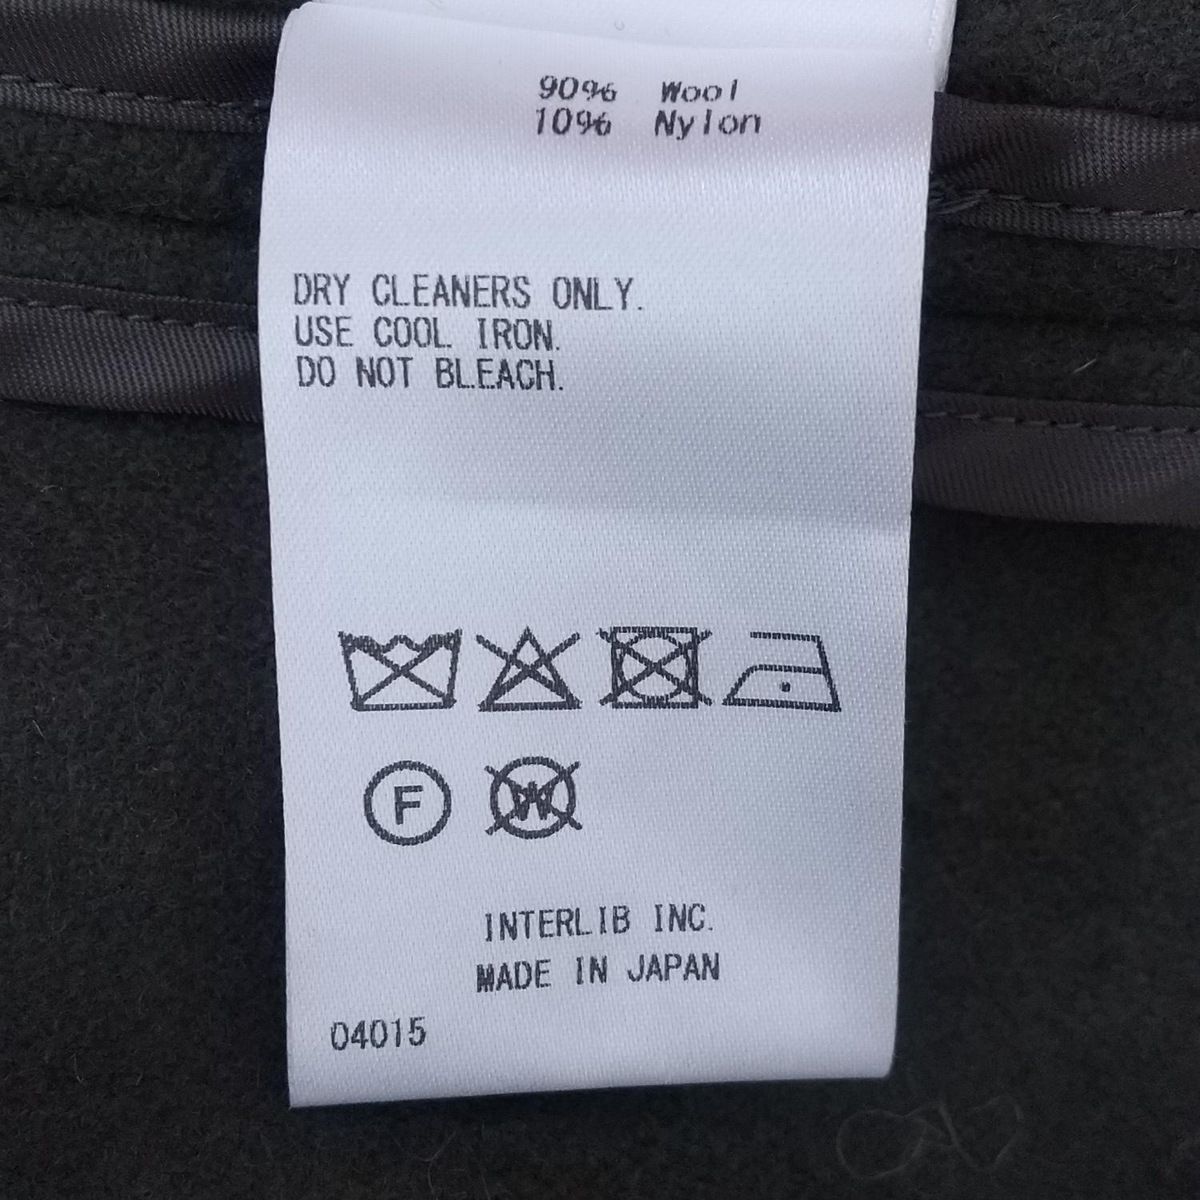 90% Wool
10% Nylon
DRY CLEANERS ONLY.
USE COOL IRON.
DO NOT BLEACH.
F W
INTERLIB INC.
MADE IN JAPAN
04015